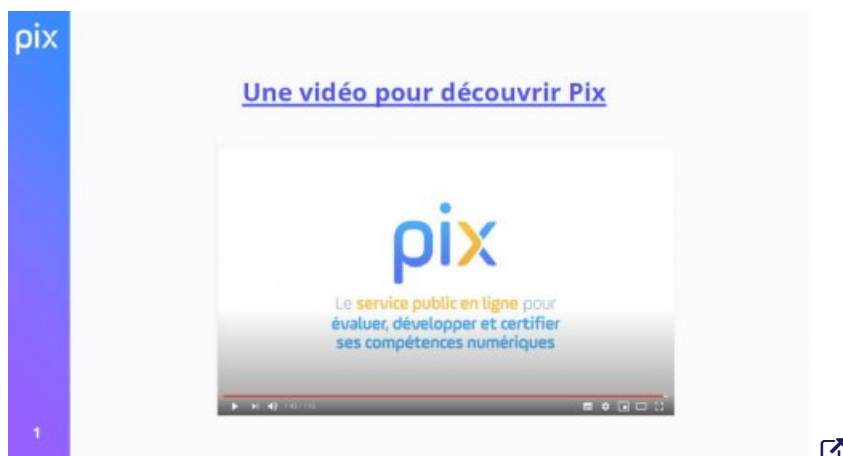 pix
Une vidéo pour découvrir Pix
pix
Le service public en ligne pour
évaluer, développer et certifier
ses compétences numériques
1